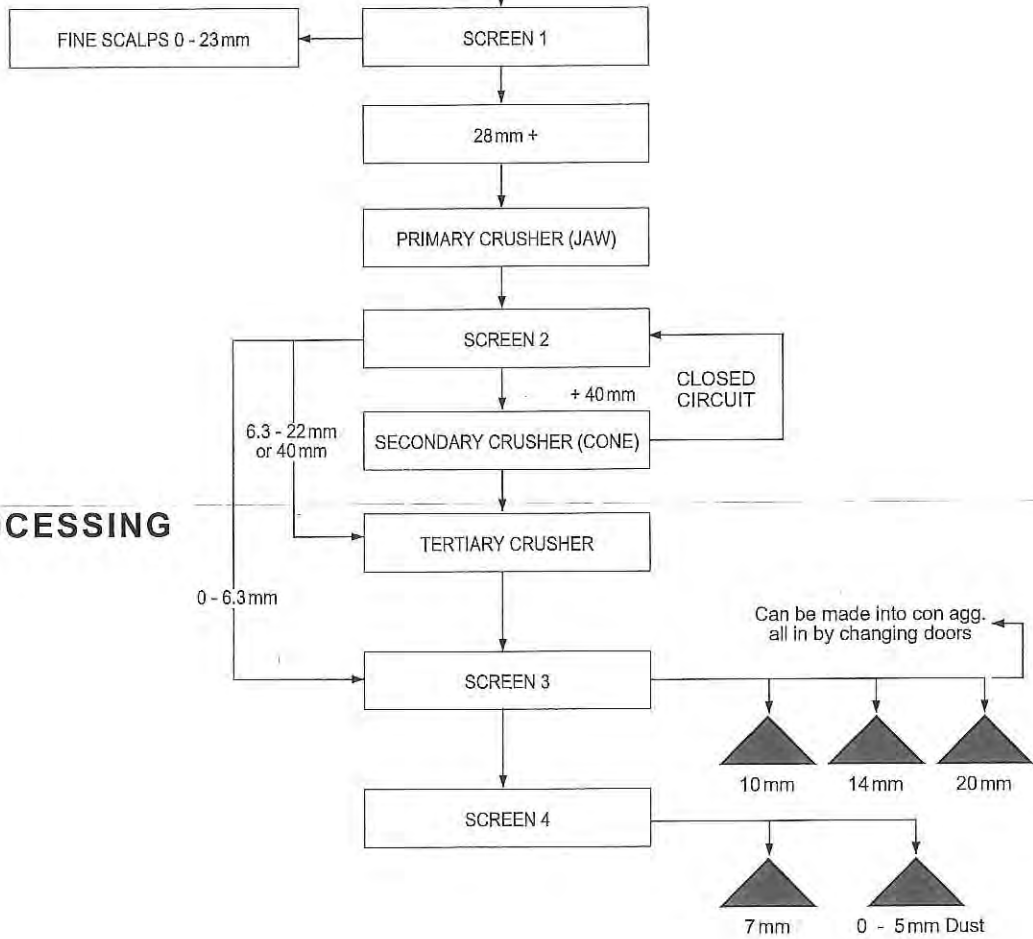 FINE SCALPS 0 - 23mm
SCREEN 1
28mm +
PRIMARY CRUSHER (JAW)
SCREEN 2
+ 40mm
CLOSED
CIRCUIT
6.3 - 22mm
or 40mm
SECONDARY CRUSHER (CONE)
CESSING
TERTIARY CRUSHER
0 - 6.3mm
Can be made into con agg.
all in by changing doors
SCREEN 3
10mm
14mm
20mm
SCREEN 4
7mm
0 - 5mm Dust